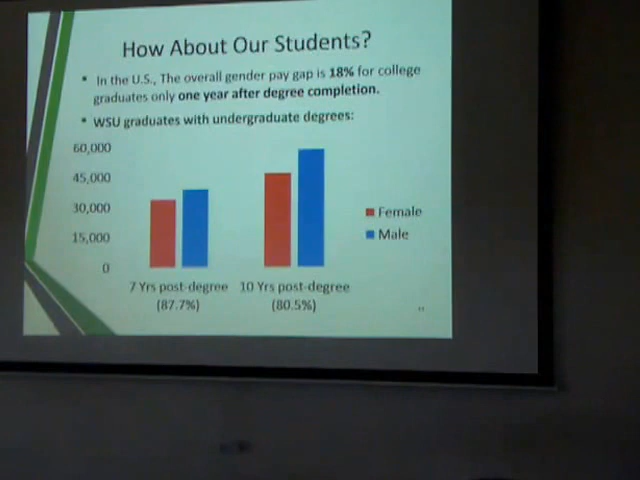 How About Our Students?
In the U.S., The overall gender pay gap is 18% for college
graduates only one year after degree completion.
WSU graduates with undergraduate degrees:
60,000
45,000
30,000
15,000
0
Female
Male
7 Yrs post-degree 10 Yrs post-degree
(87.7%) (80.5%)